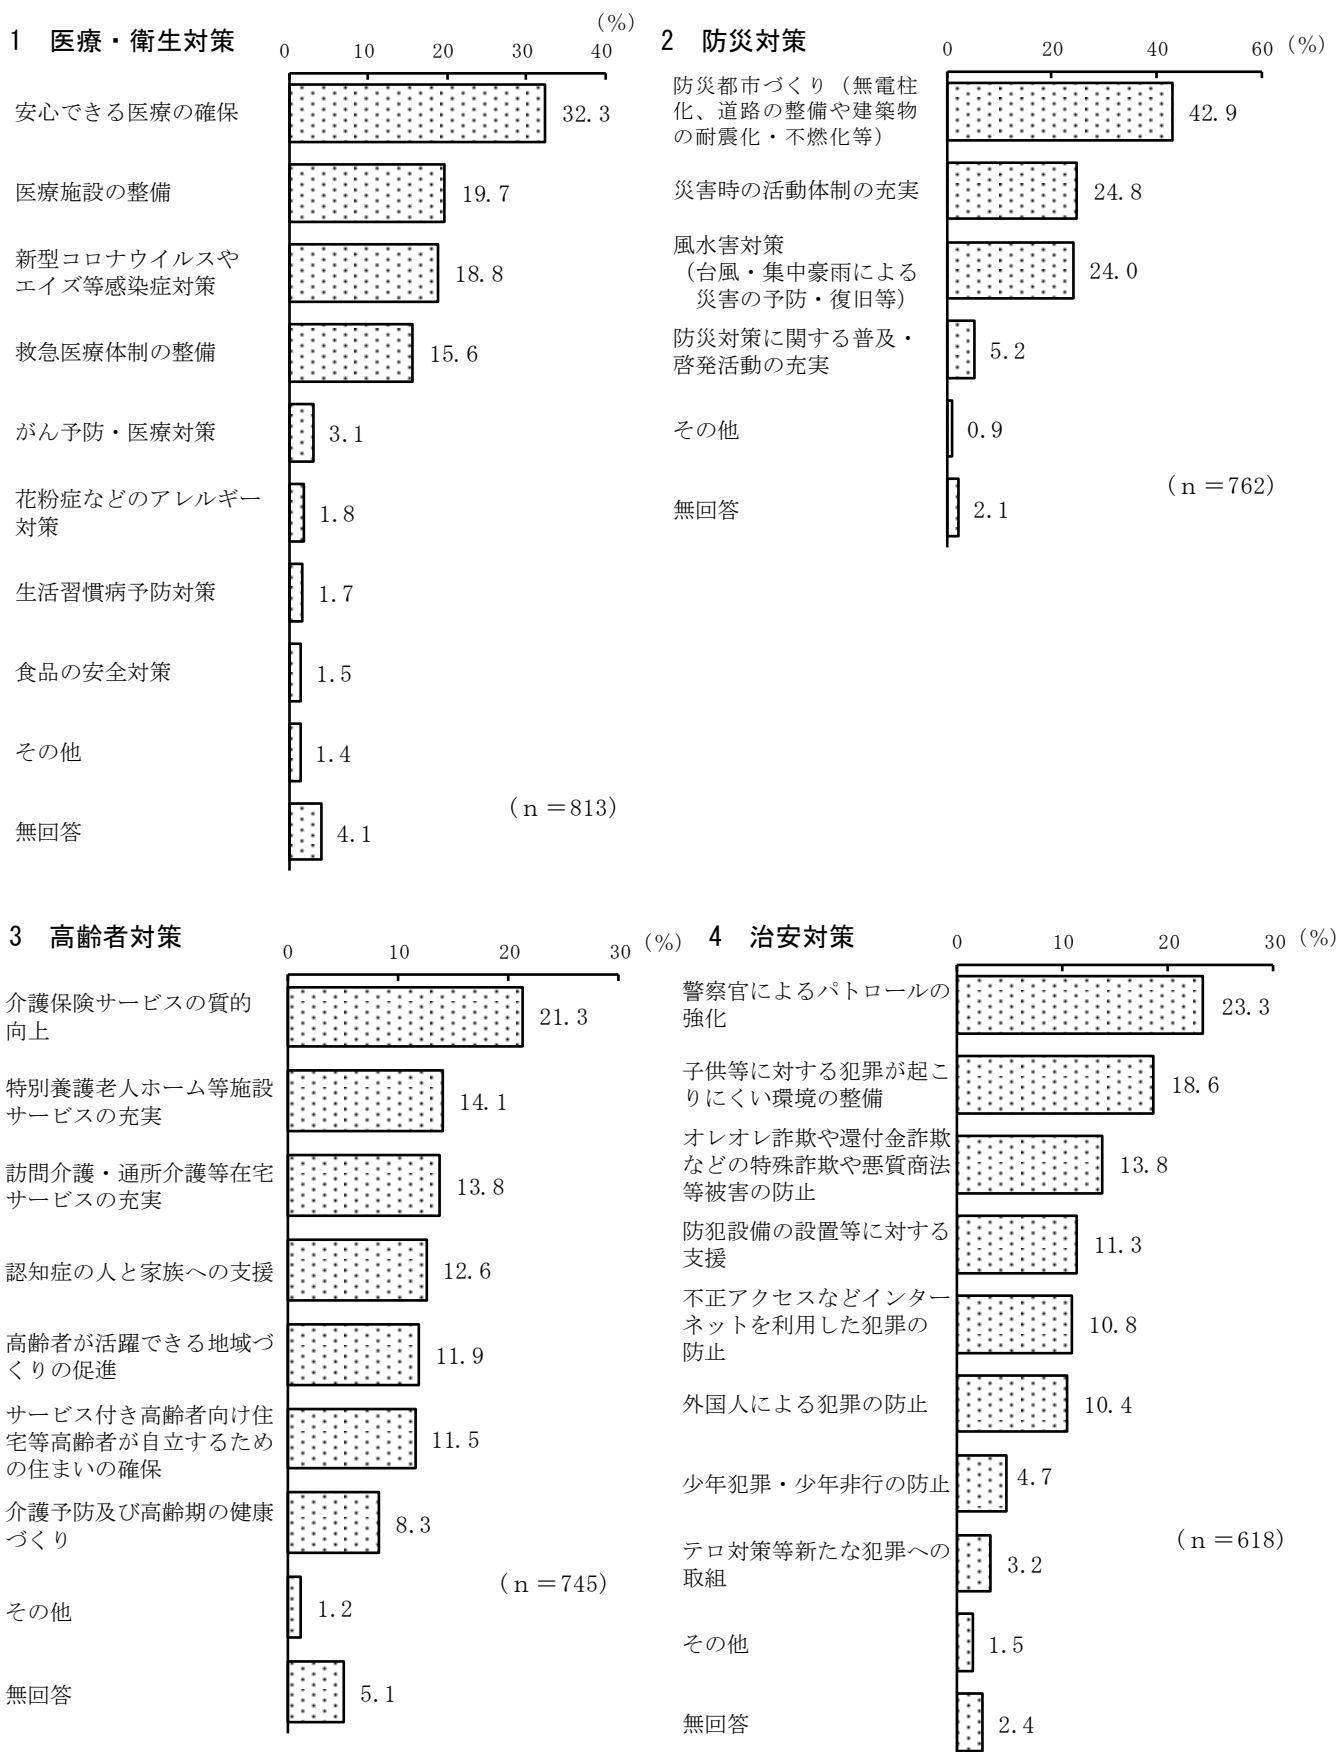 1 医療・衛生対策
(%)
0 10 20 30 40
安心できる医療の確保
32.3
医療施設の整備
19.7
新型コロナウイルスや
エイズ等感染症対策
18.8
救急医療体制の整備
15.6
がん予防・医療対策
3.1
花粉症などのアレルギー
対策
1.8
生活習慣病予防対策
1.7
食品の安全対策
1.5
その他
1.4
無回答
4.1
(n=813)
2 防災対策
0 20 40 60 (%)
防災都市づくり(無電柱
化、道路の整備や建築物
の耐震化・不燃化等)
42.9
災害時の活動体制の充実
24.8
風水害対策
(台風・集中豪雨による
災害の予防・復旧等)
24.0
防災対策に関する普及・
啓発活動の充実
5.2
その他
0.9
無回答
2.1
(n=762)
3 高齢者対策
0 10 20 30 (%)
介護保険サービスの質的
向上
21.3
特別養護老人ホーム等施設
サービスの充実
14.1
訪問介護・通所介護等在宅
サービスの充実
13.8
認知症の人と家族への支援
12.6
高齢者が活躍できる地域づ
くりの促進
11.9
サービス付き高齢者向け住
宅等高齢者が自立するため
の住まいの確保
11.5
介護予防及び高齢期の健康
づくり
8.3
その他
1.2
無回答
5.1
(n=745)
4 治安対策
0 10 20 30 (%)
警察官によるパトロールの
強化
23.3
子供等に対する犯罪が起こ
りにくい環境の整備
18.6
オレオレ詐欺や還付金詐欺
などの特殊詐欺や悪質商法
等被害の防止
13.8
防犯設備の設置等に対する
支援
11.3
不正アクセスなどインター
ネットを利用した犯罪の
防止
10.8
外国人による犯罪の防止
10.4
少年犯罪・少年非行の防止
4.7
テロ対策等新たな犯罪への
取組
3.2
その他
1.5
無回答
2.4
(n=618)